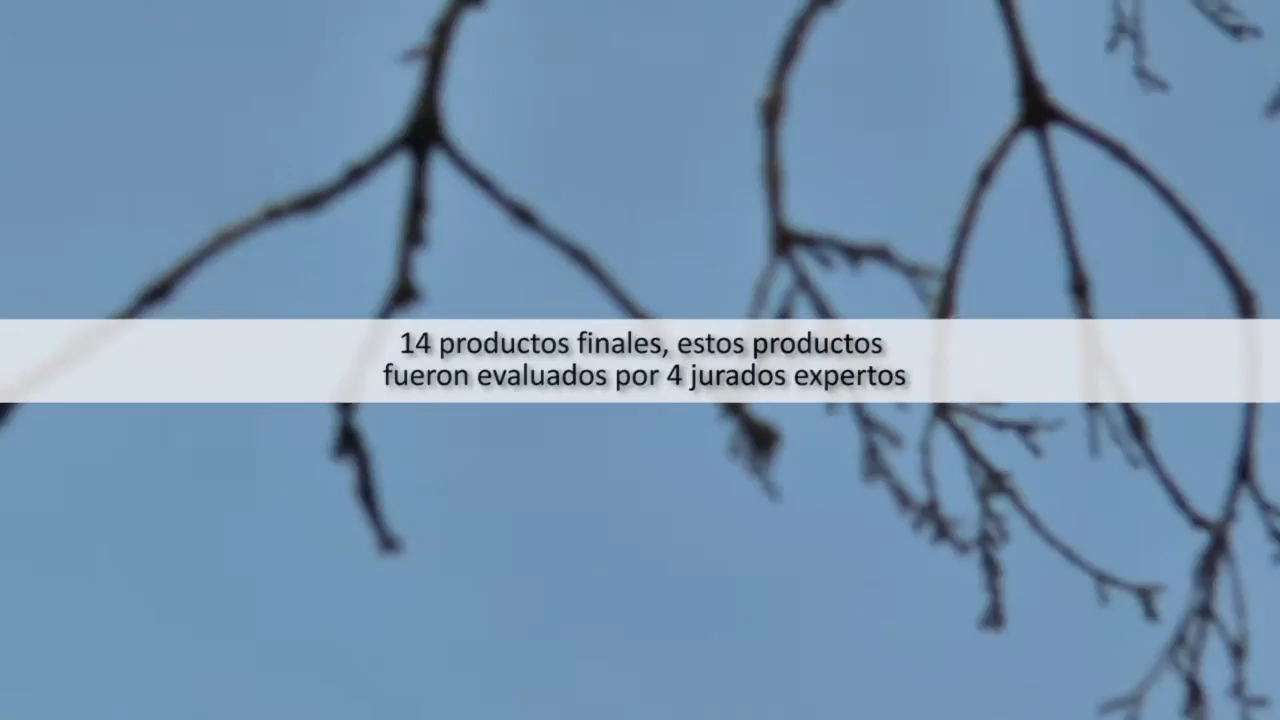 14 productos finales, estos productos
fueron evaluados por 4 jurados expertos